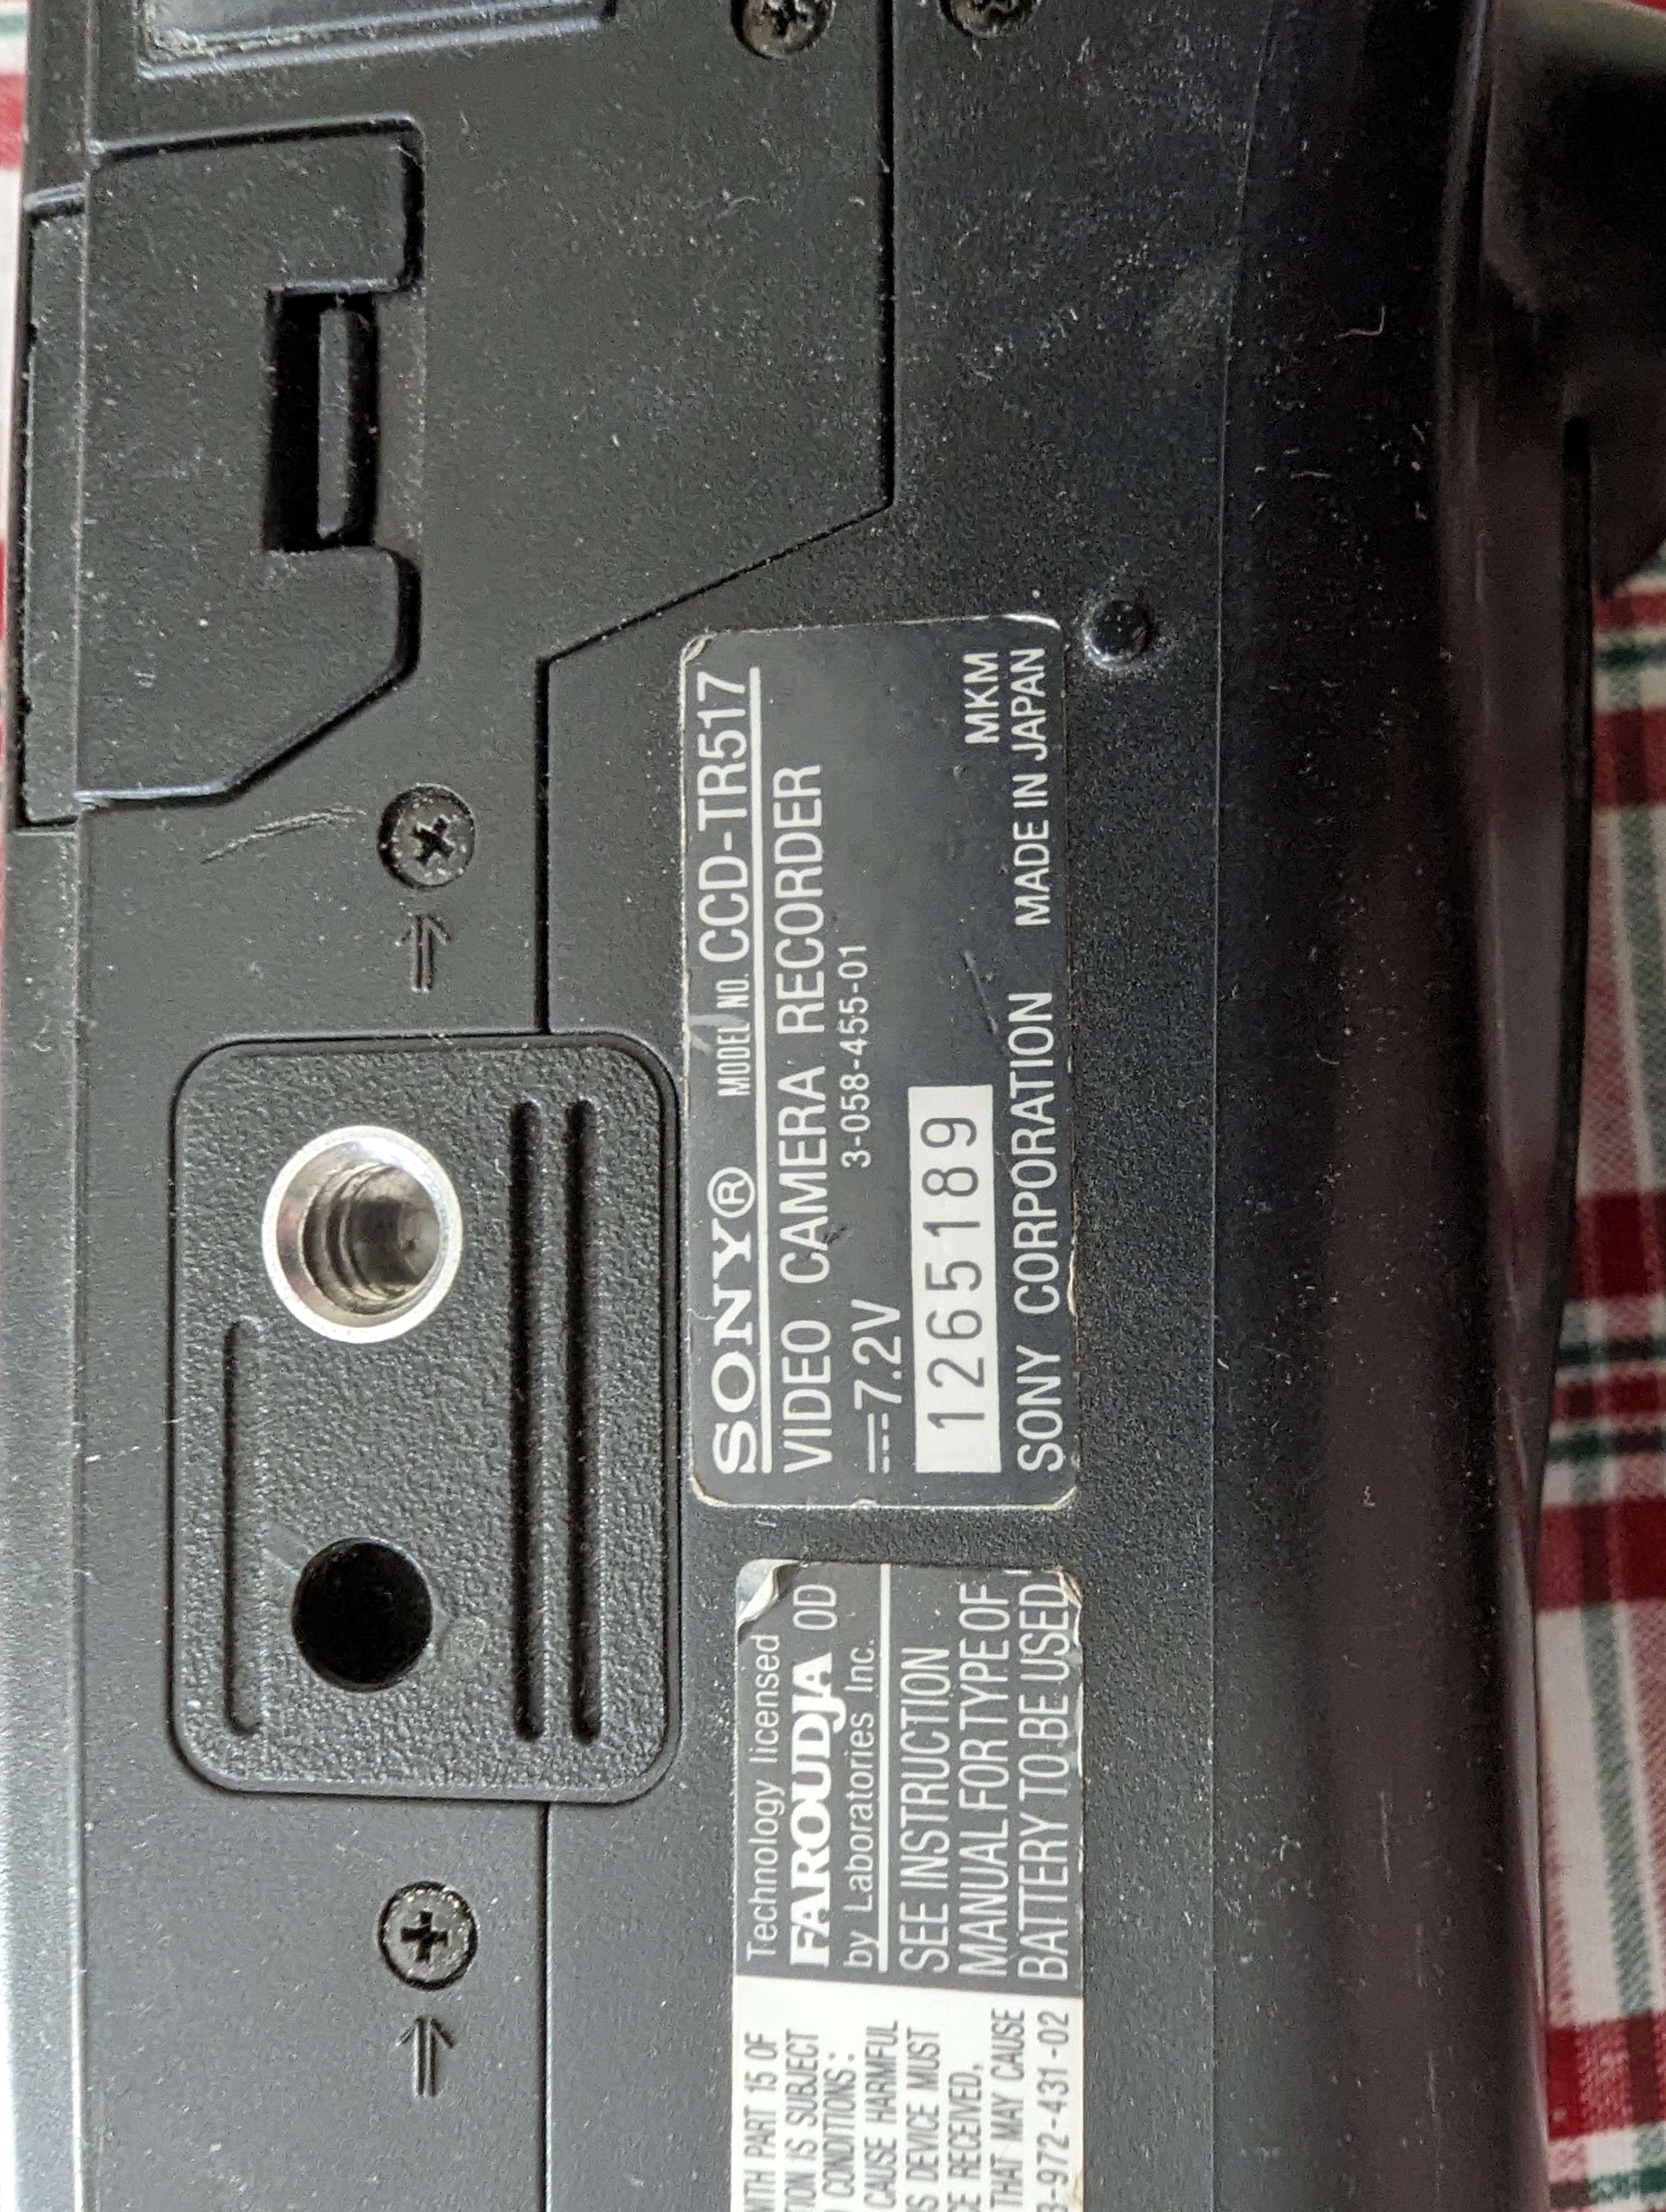 SONY® MODEL NO. CCD-TR517
VIDEO CAMERA RECORDER
7.2V 3-058-455-01
1265189
MKM
SONY CORPORATION MADE IN JAPAN
Technology licensed
FAROUDJA 0D
by Laboratories Inc.
SEE INSTRUCTION
MANUAL FOR TYPE OF
BATTERY TO BE USED
WITH PART 15 OF
IS SUBJECT
CONDITIONS:
CAUSE HARMFUL
DEVICE MUST
RECEIVED,
THAT MAY CAUSE
3-972-431-02